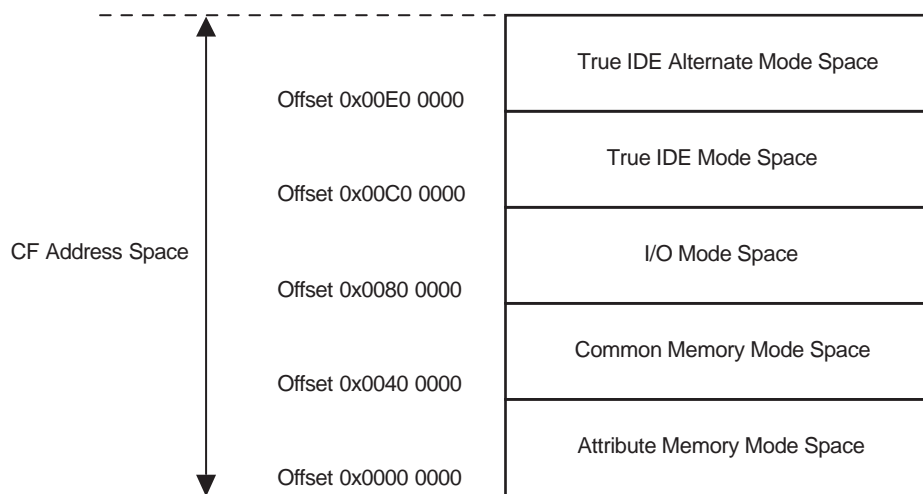 True IDE Alternate Mode Space
Offset 0x00E0 0000
True IDE Mode Space
Offset 0x00C0 0000
CF Address Space
I/O Mode Space
Offset 0x0080 0000
Common Memory Mode Space
Offset 0x0040 0000
Attribute Memory Mode Space
Offset 0x0000 0000